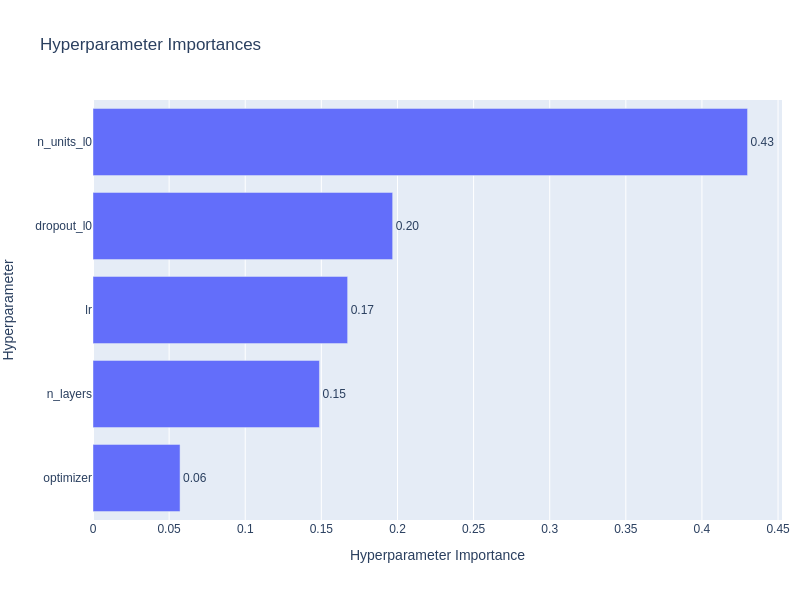 Hyperparameter Importances
Hyperparameter
n_units_l0
0.43
dropout_l0
0.20
lr
0.17
n_layers
0.15
optimizer
0.06
0
0.05
0.1
0.15
0.2
0.25
0.3
0.35
0.4
0.45
Hyperparameter Importance